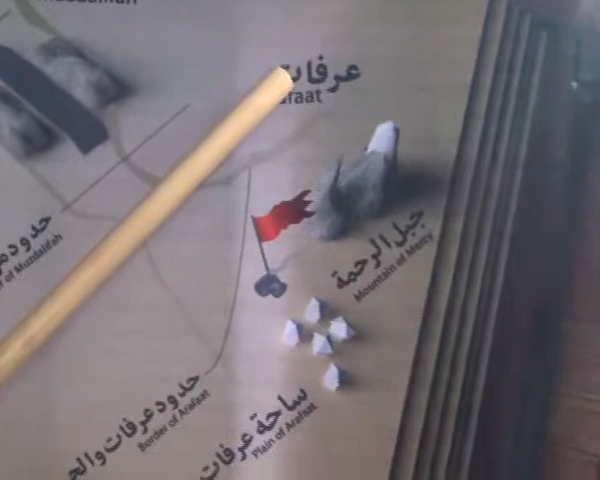 عرفات
حدود
of Muzdalifah
جبل الرحمة
Mountain of Mercy
حدود عرفات والح
Border of Arafaat
ساحة عرفات
Plain of Arafaat